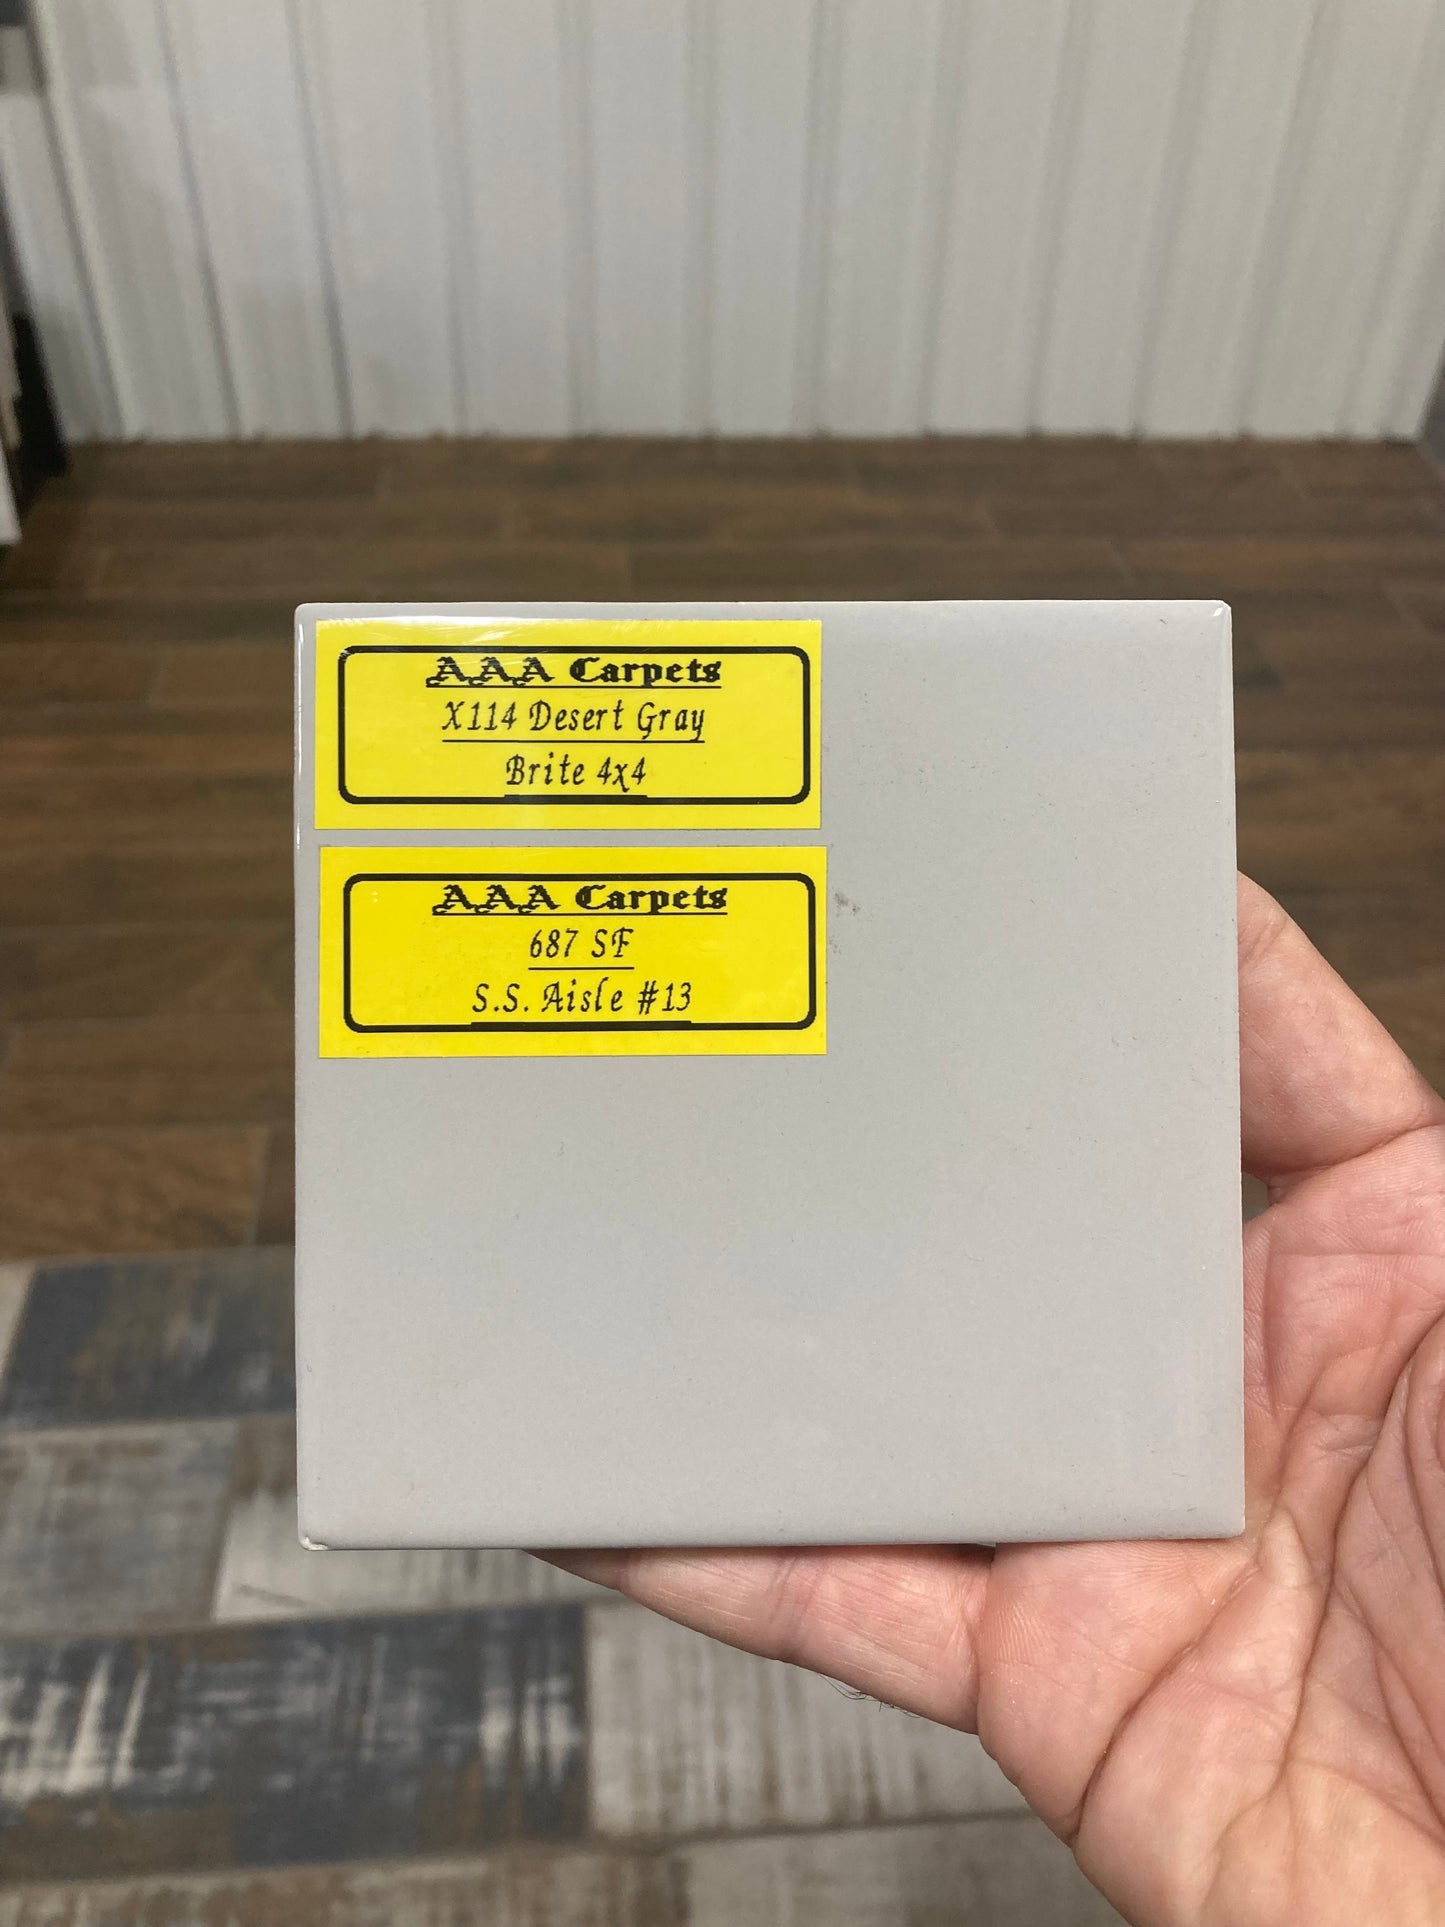 AAA Carpets
X114 Desert Gray
Brite 4x4
AAA Carpets
687 SF
S.S. Aisle #13